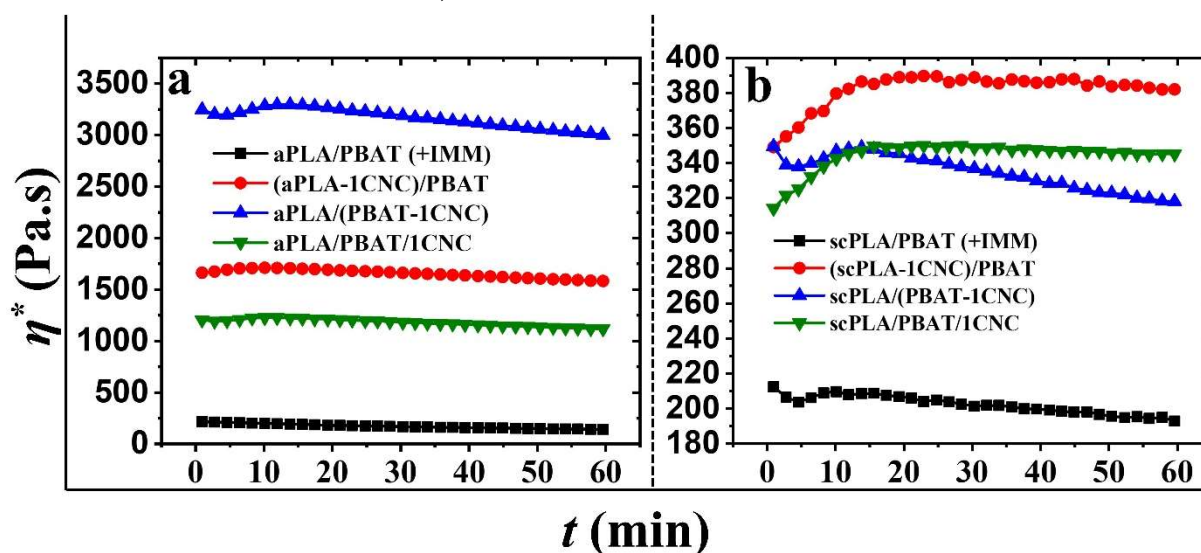 a
3500
3000
2500
2000
1500
1000
500
0
aPLA/PBAT (+IMM)
(aPLA-1CNC)/PBAT
aPLA/(PBAT-1CNC)
aPLA/PBAT/1CNC
0 10 20 30 40 50 60
b
400
380
360
340
320
300
280
260
240
220
200
180
scPLA/PBAT (+IMM)
(scPLA-1CNC)/PBAT
scPLA/(PBAT-1CNC)
scPLA/PBAT/1CNC
0 10 20 30 40 50 60
η* (Pa.s)
t (min)